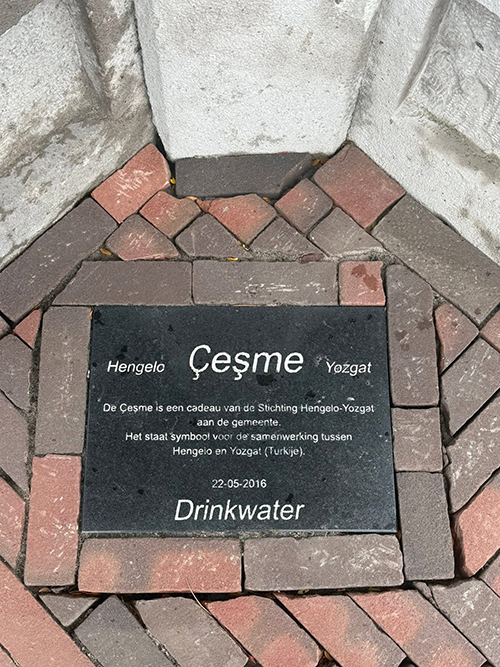 Hengelo Çeşme Yozgat
De Çeşme is een cadeau van de Stichting Hengelo-Yozgat
aan de gemeente.
Het staat symbool voor de samenwerking tussen
Hengelo en Yozgat (Turkije).
22-05-2016
Drinkwater